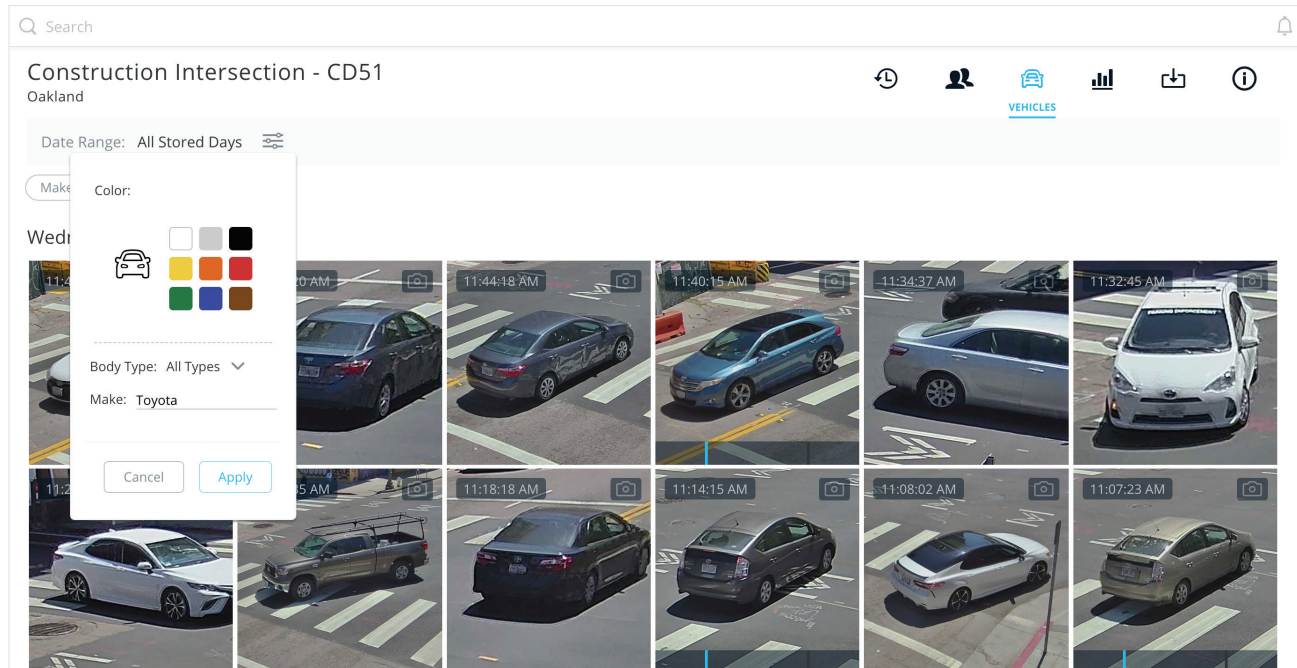 Search
Construction Intersection - CD51
Oakland
VEHICLES
Date Range: All Stored Days
Make
Color:
Body Type: All Types
Make: Toyota
Cancel
Apply
11:44:18 AM
11:40:15 AM
11:34:37 AM
11:32:45 AM
PARKING ENFORCEMENT
11:18:18 AM
11:14:15 AM
11:08:02 AM
11:07:23 AM